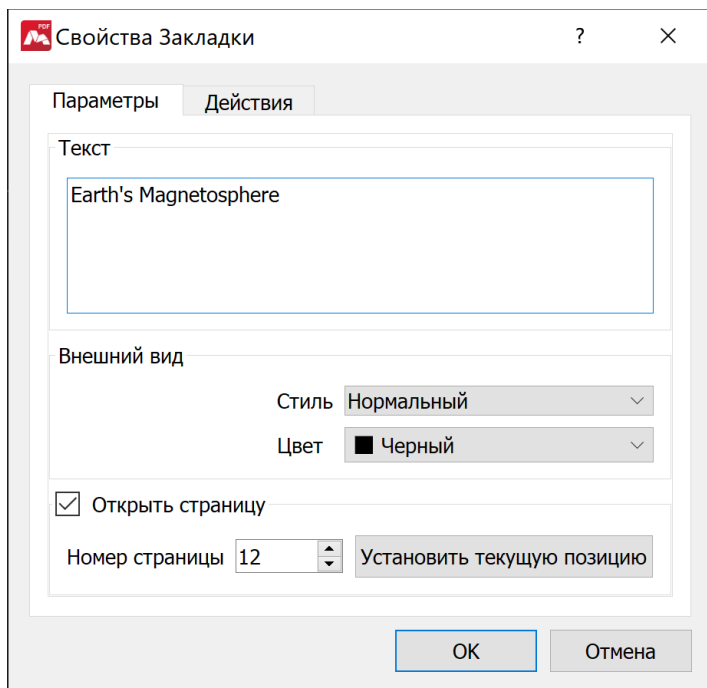 PDF
Свойства Закладки ?
Параметры Действия
Текст
Earth's Magnetosphere
Внешний вид
Стиль Нормальный
Цвет Черный
Открыть страницу
Номер страницы 12 Установить текущую позицию
OK Отмена